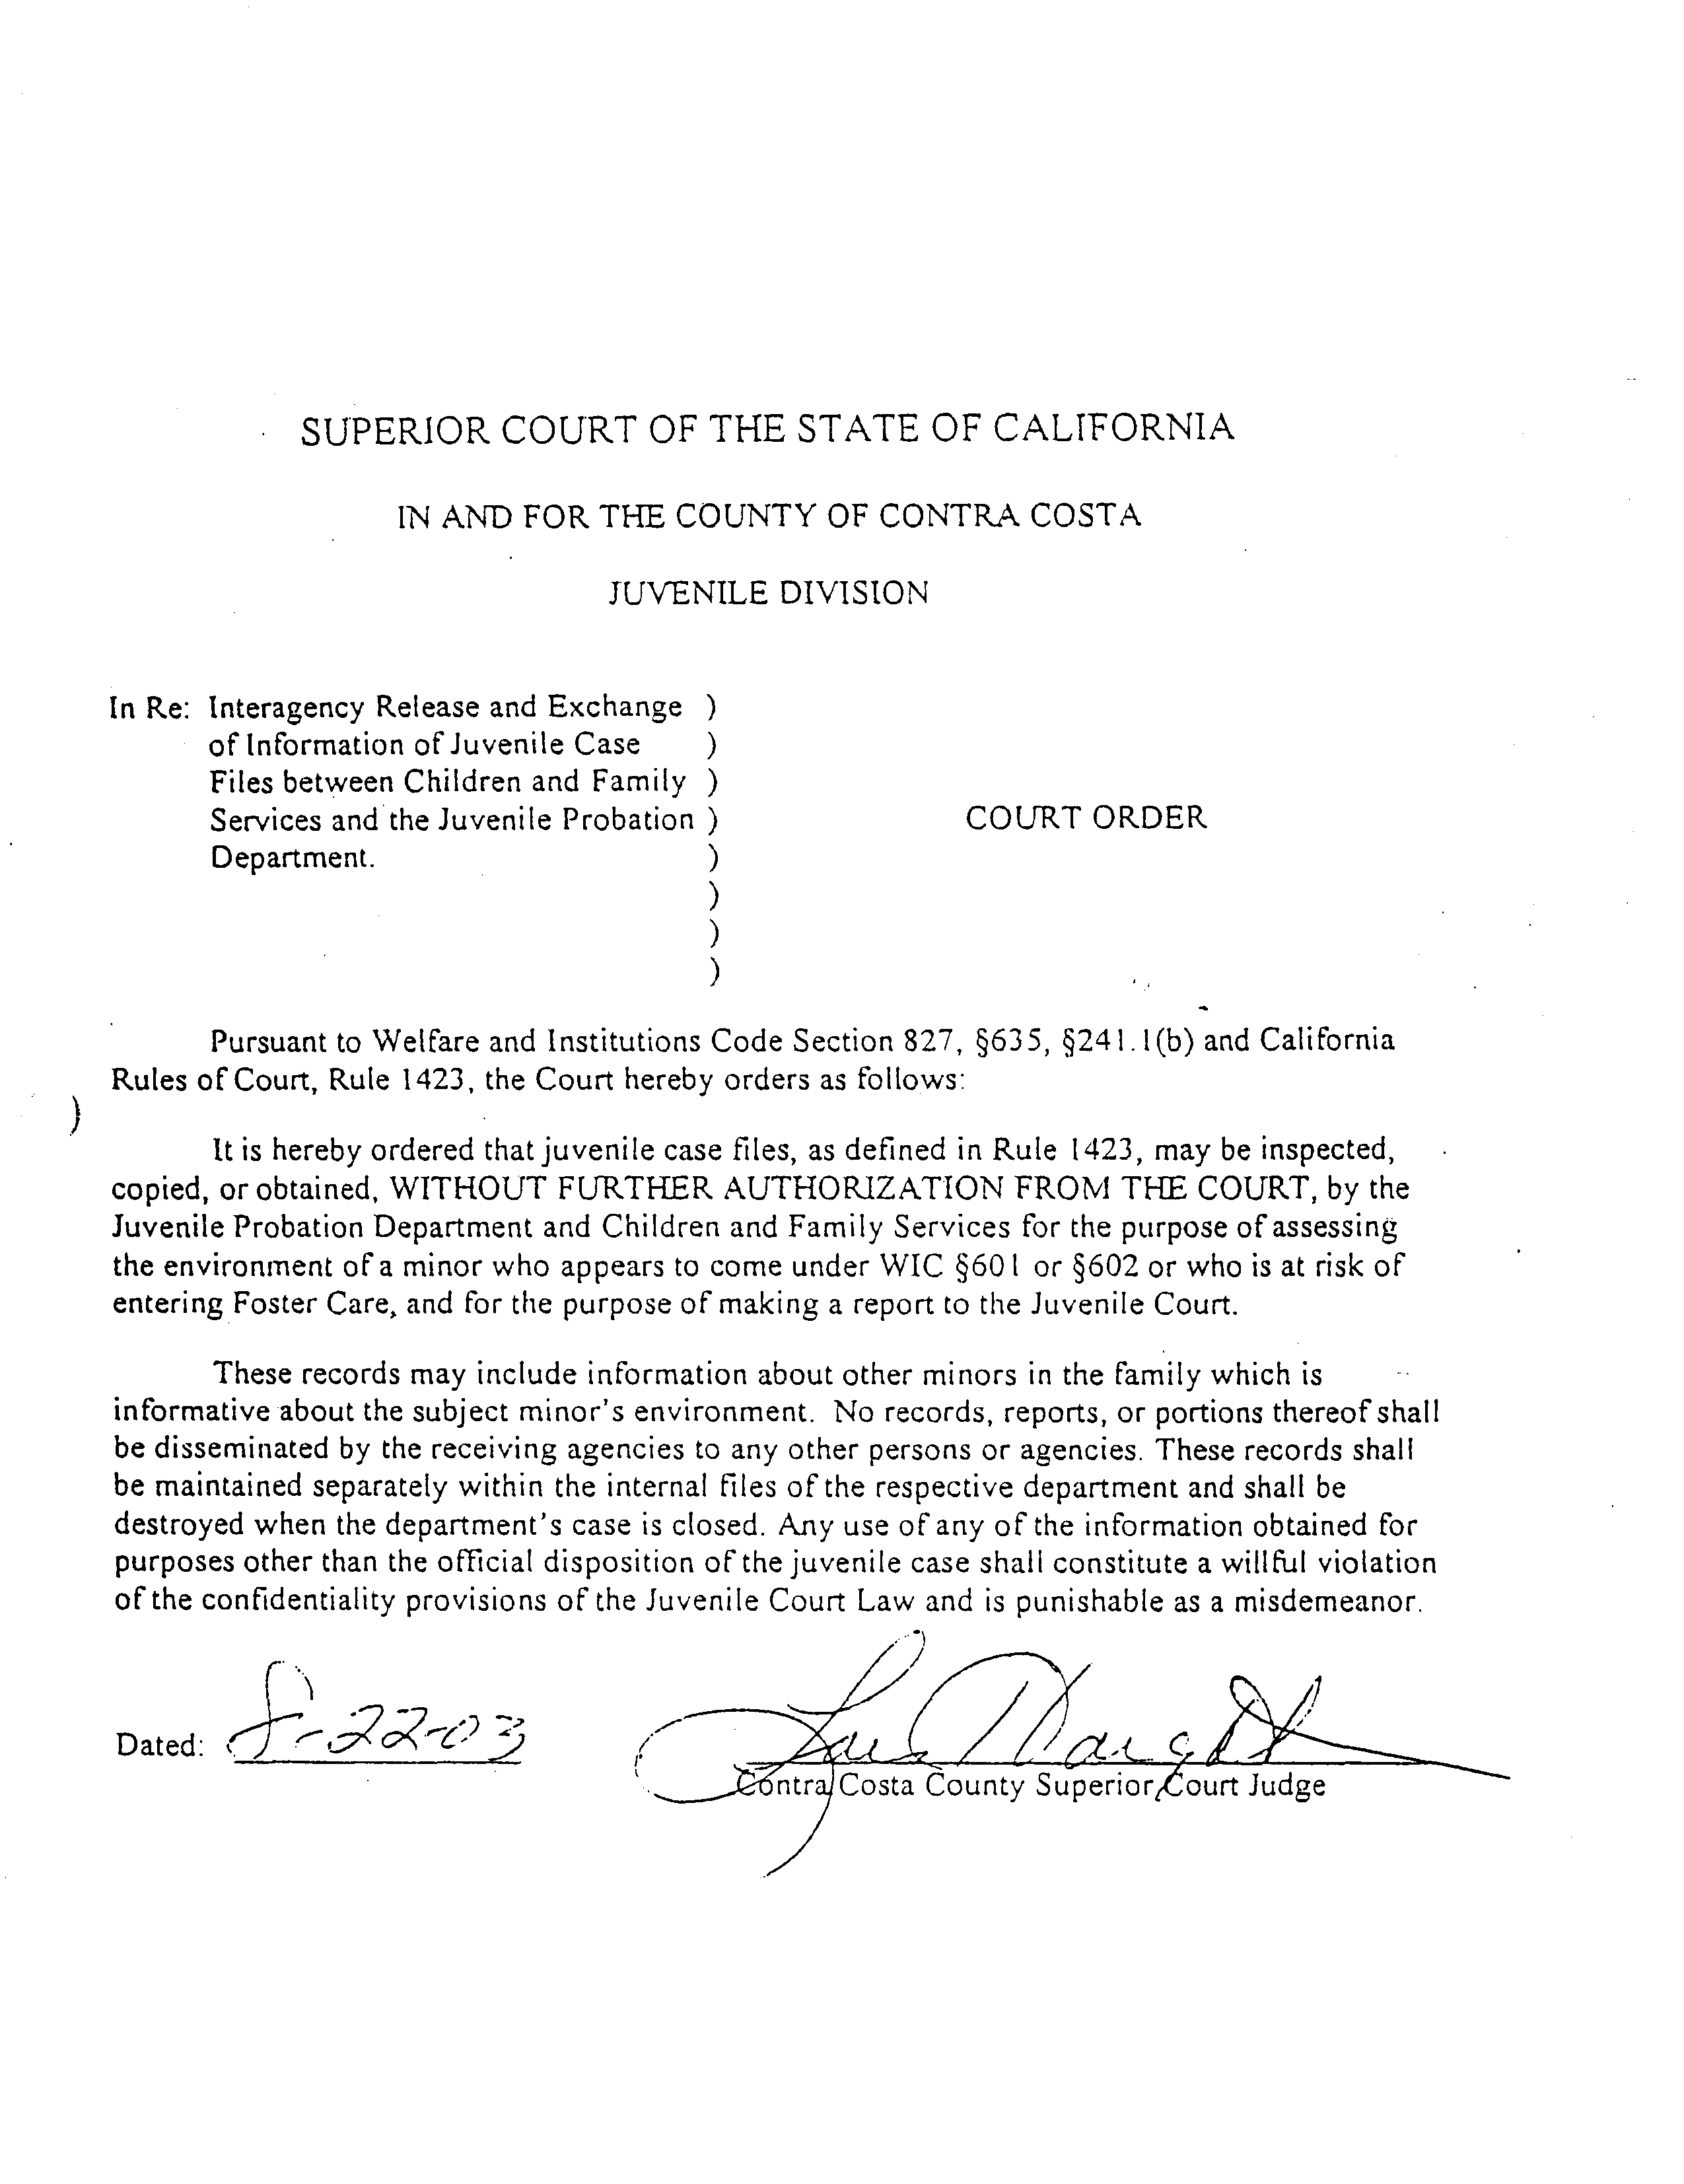 SUPERIOR COURT OF THE STATE OF CALIFORNIA
IN AND FOR THE COUNTY OF CONTRA COSTA
JUVENILE DIVISION
In Re: Interagency Release and Exchange )
of Information of Juvenile Case )
Files between Children and Family )
Services and the Juvenile Probation ) COURT ORDER
Department. )
)
)
)
Pursuant to Welfare and Institutions Code Section 827, §635, §241.1(b) and California
Rules of Court, Rule 1423, the Court hereby orders as follows:
)
It is hereby ordered that juvenile case files, as defined in Rule 1423, may be inspected,
copied, or obtained, WITHOUT FURTHER AUTHORIZATION FROM THE COURT, by the
Juvenile Probation Department and Children and Family Services for the purpose of assessing
the environment of a minor who appears to come under WIC §601 or §602 or who is at risk of
entering Foster Care, and for the purpose of making a report to the Juvenile Court.
These records may include information about other minors in the family which is
informative about the subject minor's environment. No records, reports, or portions thereof shall
be disseminated by the receiving agencies to any other persons or agencies. These records shall
be maintained separately within the internal files of the respective department and shall be
destroyed when the department's case is closed. Any use of any of the information obtained for
purposes other than the official disposition of the juvenile case shall constitute a willful violation
of the confidentiality provisions of the Juvenile Court Law and is punishable as a misdemeanor.
Dated: 8-22-03
Contra Costa County Superior Court Judge